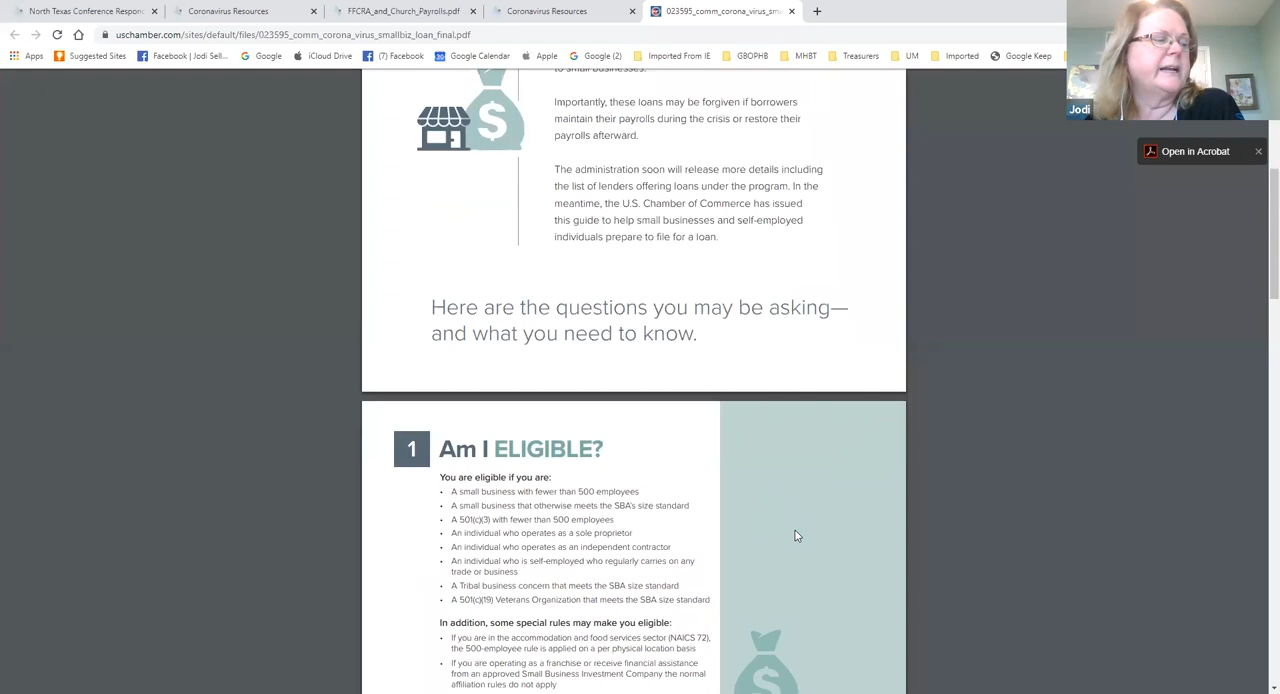 North Texas Conference Respon
Coronavirus Resources
FFCRA_and_Church_Payrolls.pdf
Coronavirus Resources
023595_comm_corona_virus_sma
uschamber.com/sites/default/files/023595_comm_corona_virus_smallbiz_loan_final.pdf
Apps
Suggested Sites
Facebook | Jodi Sell...
Google
iCloud Drive
(7) Facebook
Google Calendar
Apple
Google (2)
Imported From IE
GBOPHB
MHBT
Treasurers
UM
Imported
Google Keep
Jodi
Open in Acrobat
to small businesses.
Importantly, these loans may be forgiven if borrowers
maintain their payrolls during the crisis or restore their
payrolls afterward.
The administration soon will release more details including
the list of lenders offering loans under the program. In the
meantime, the U.S. Chamber of Commerce has issued
this guide to help small businesses and self-employed
individuals prepare to file for a loan.
$
Here are the questions you may be asking—
and what you need to know.
1 Am I ELIGIBLE?
You are eligible if you are:
• A small business with fewer than 500 employees
• A small business that otherwise meets the SBA's size standard
• A 501(c)(3) with fewer than 500 employees
• An individual who operates as a sole proprietor
• An individual who operates as an independent contractor
• An individual who is self-employed who regularly carries on any
trade or business
• A Tribal business concern that meets the SBA size standard
• A 501(c)(19) Veterans Organization that meets the SBA size standard
In addition, some special rules may make you eligible:
• If you are in the accommodation and food services sector (NAICS 72),
the 500-employee rule is applied on a per physical location basis
• If you are operating as a franchise or receive financial assistance
from an approved Small Business Investment Company the normal
affiliation rules do not apply
$